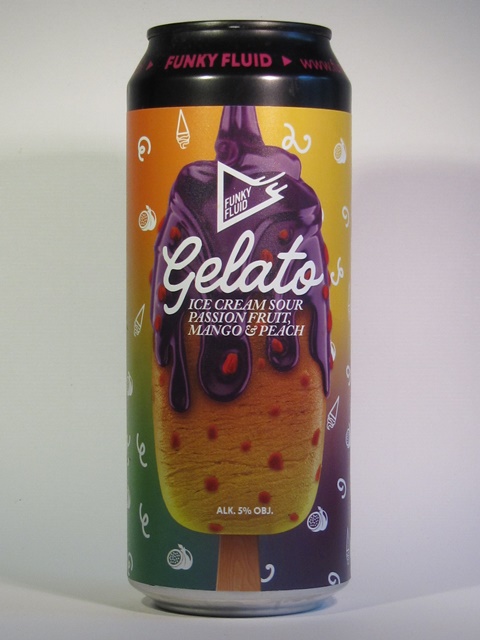 FUNKY FLUID
FUNKY
FLUID
Gelato
ICE CREAM SOUR
PASSION FRUIT,
MANGO & PEACH
ALK. 5% OBJ.